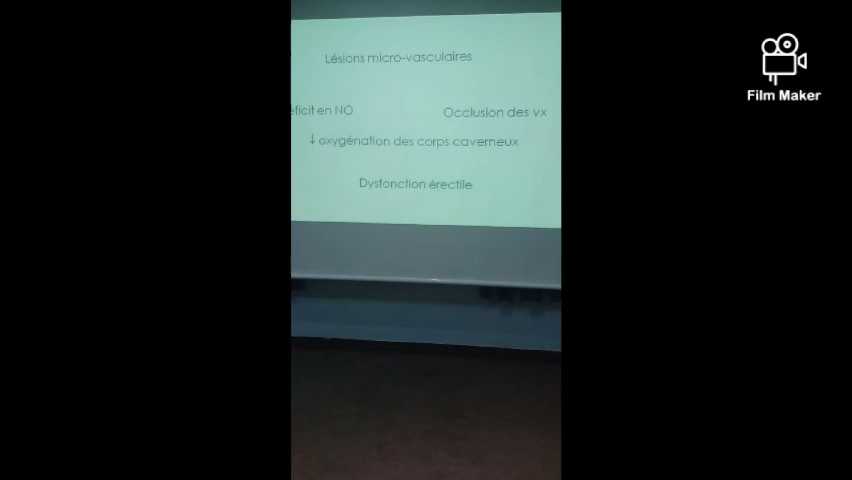 Lésions micro-vasculaires
éficit en NO Occlusion des vx
↓ oxygénation des corps caverneux
Dysfonction érectile
Film Maker